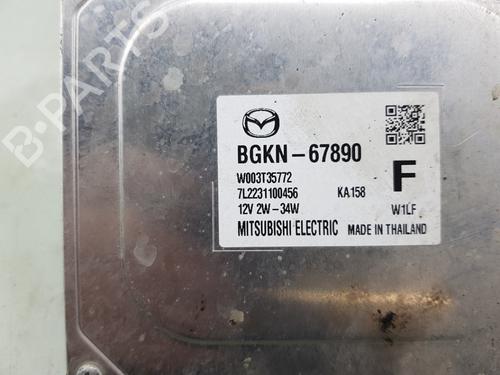 B-PARTS
BGKN-67890
W003T35772
7L2231100456 KA158 F
12V 2W-34W W1LF
MITSUBISHI ELECTRIC MADE IN THAILAND